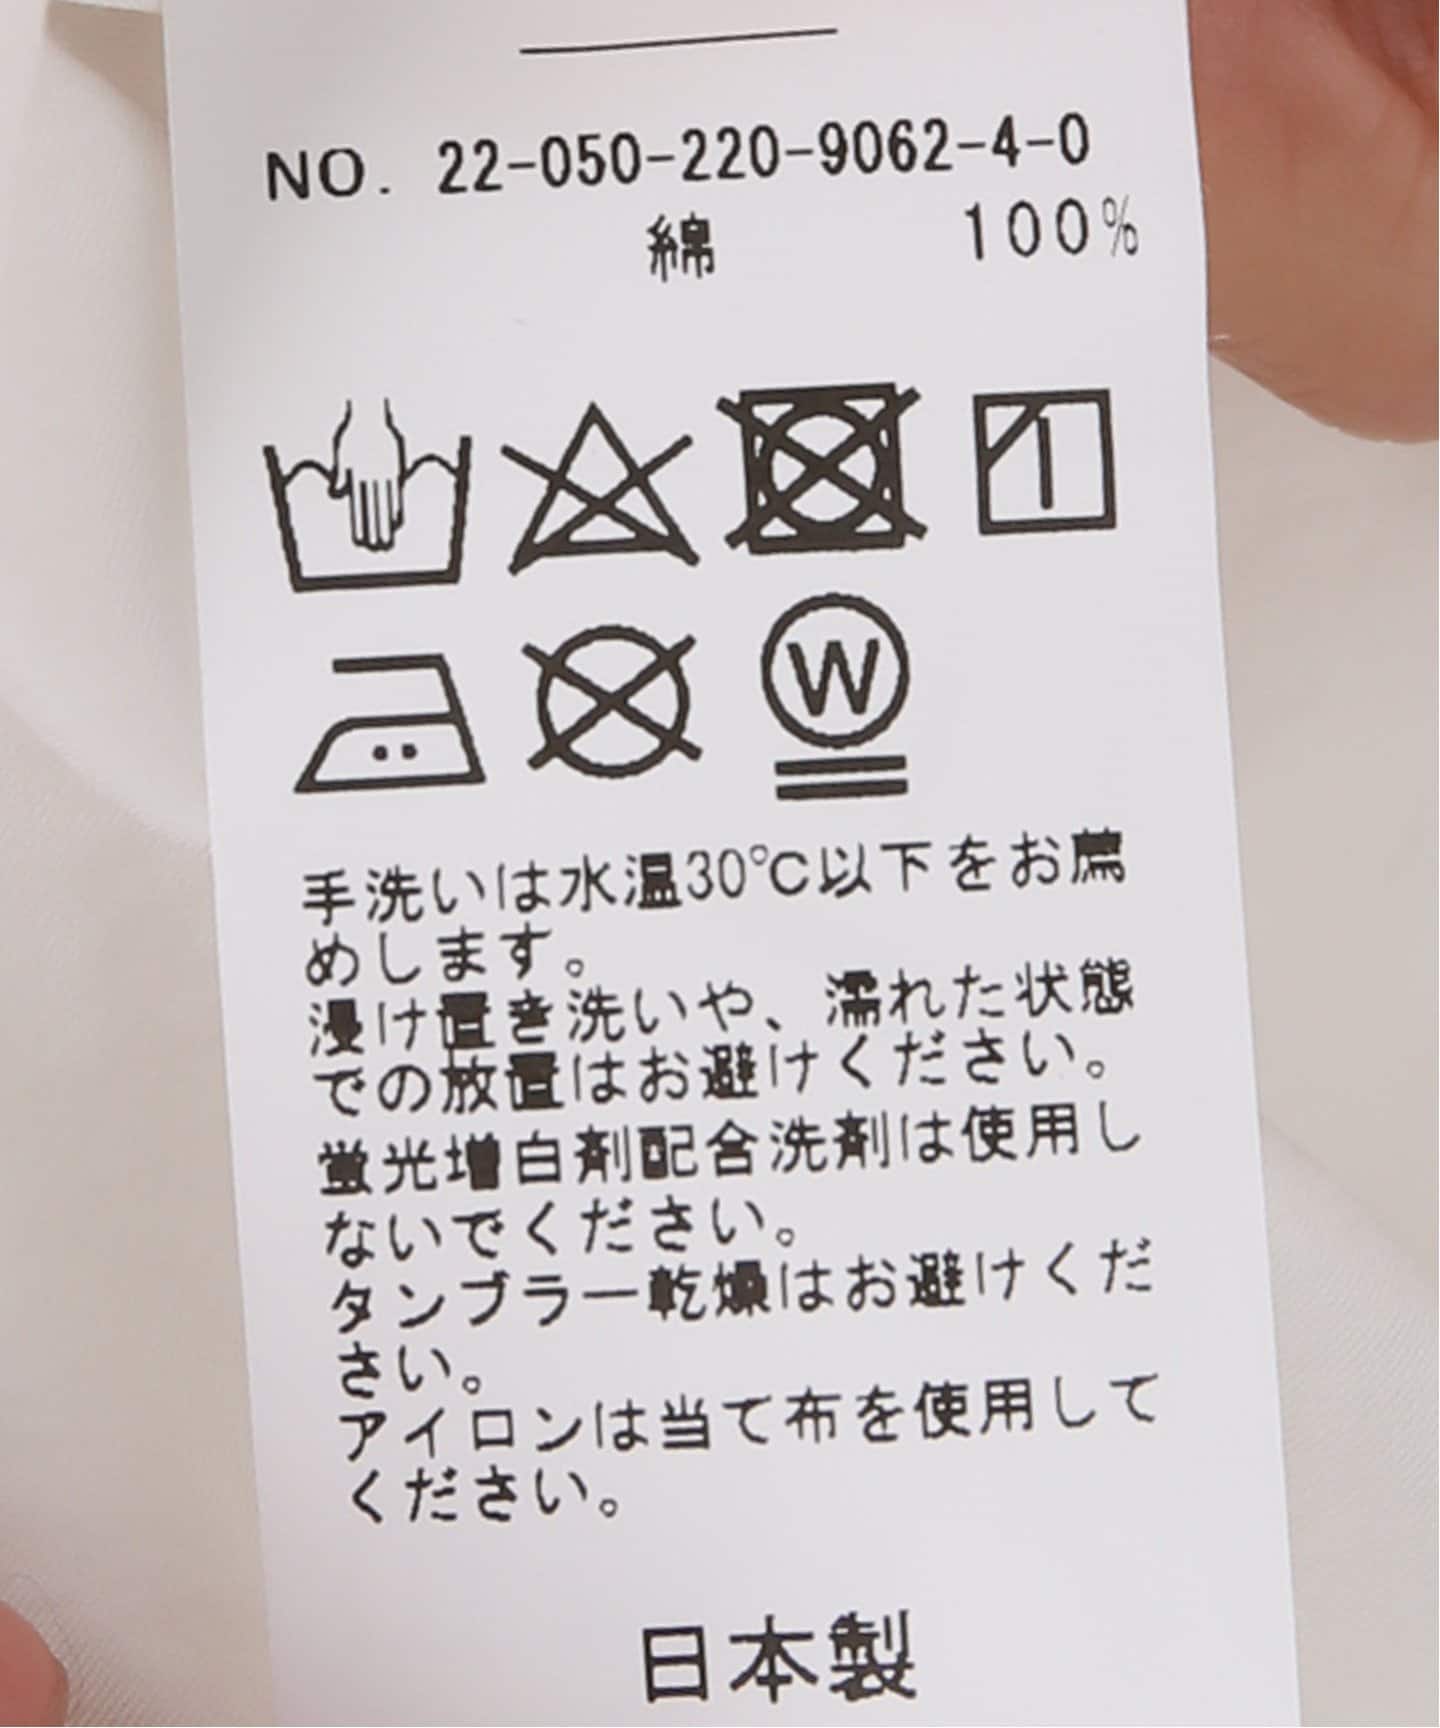 NO. 22-050-220-9062-4-0
綿 100%
W
手洗いは水温30℃以下をお薦
めします。
浸け置き洗いや、濡れた状態
での放置はお避けください。
蛍光増白剤配合洗剤は使用し
ないでください。
タンブラー乾燥はお避けくだ
さい。
アイロンは当て布を使用して
ください。
日本製